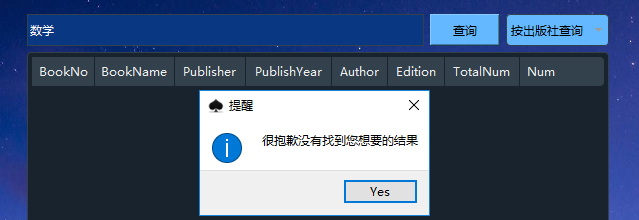 数学
查询
按出版社查询
BookNo BookName Publisher PublishYear Author Edition TotalNum Num
提醒
很抱歉没有找到您想要的结果
Yes